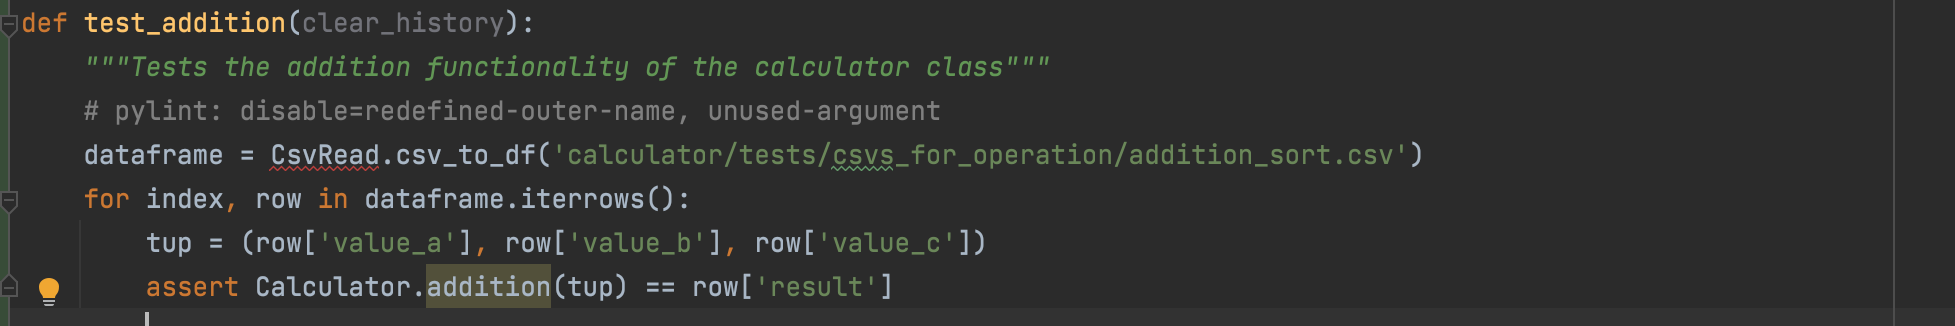 def test_addition(clear_history):
    """Tests the addition functionality of the calculator class"""
    # pylint: disable=redefined-outer-name, unused-argument
    dataframe = CsvRead.csv_to_df('calculator/tests/csvs_for_operation/addition_sort.csv')
    for index, row in dataframe.iterrows():
        tup = (row['value_a'], row['value_b'], row['value_c'])
        assert Calculator.addition(tup) == row['result']